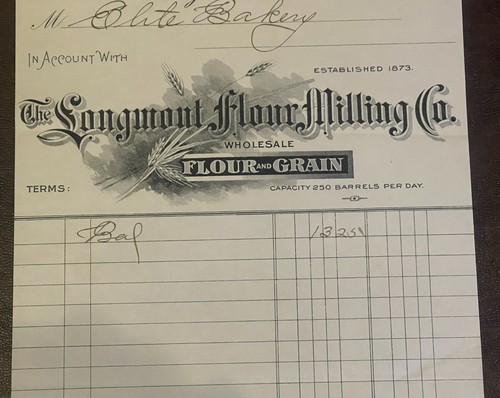 M Elite Bakery
IN ACCOUNT WITH
ESTABLISHED 1873.
The Longmont Flour Milling Co.
WHOLESALE
FLOUR AND GRAIN
TERMS:
CAPACITY 250 BARRELS PER DAY.
Bal 13 25